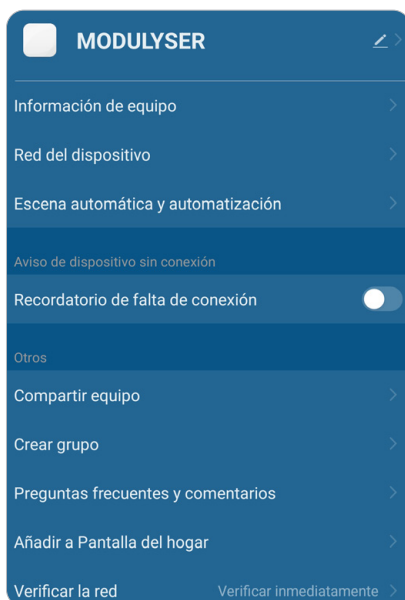 MODULYSER
Información de equipo
Red del dispositivo
Escena automática y automatización
Aviso de dispositivo sin conexión
Recordatorio de falta de conexión
Otros
Compartir equipo
Crear grupo
Preguntas frecuentes y comentarios
Añadir a Pantalla del hogar
Verificar la red Verificar inmediatamente